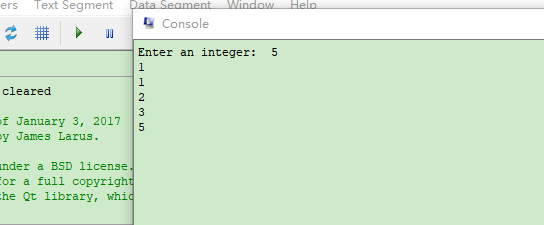 ers Text Segment Data Segment Window Help
Console
Enter an integer: 5
1
1
2
3
5
cleared
of January 3, 2017
by James Larus.
under a BSD license.
for a full copyright
the Qt library, whic